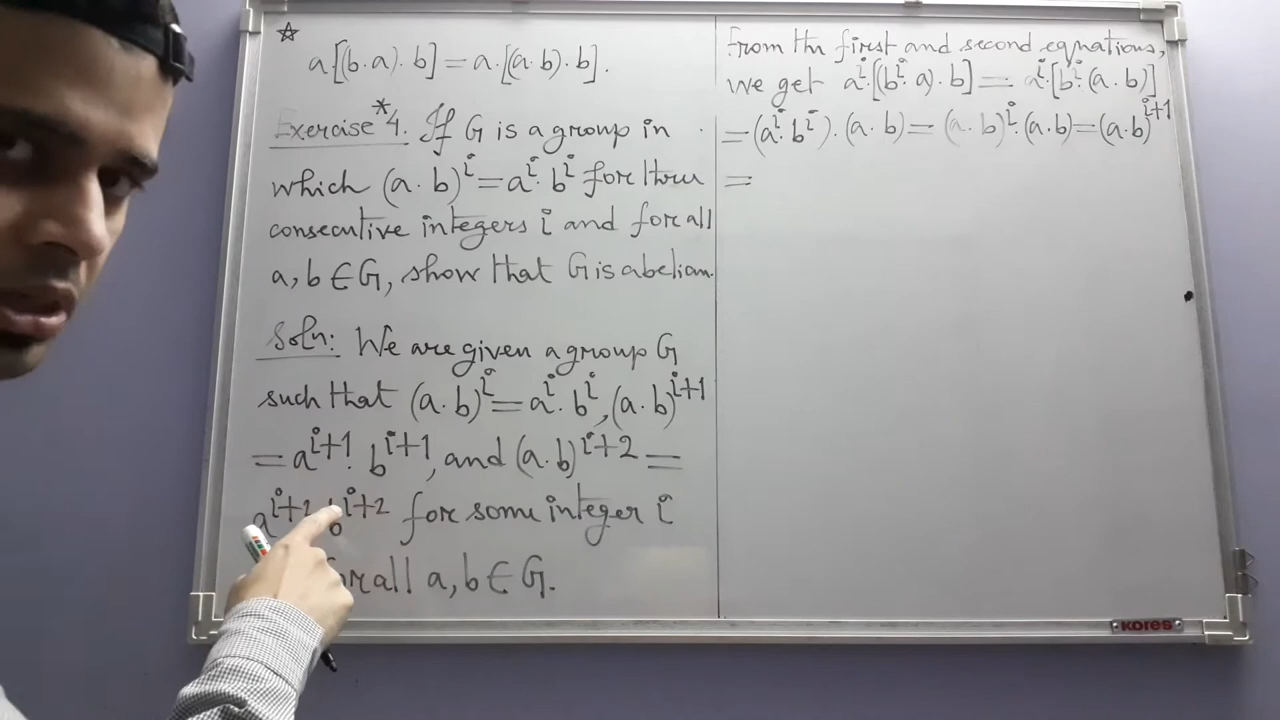 ☆
a[(b·a)·b]=a·[(a·b)·b].
Exercise *4. If G is a group in
which (a·b)^i=a^i·b^i for three
consecutive integers i and for all
a, b ∈ G, show that G is abelian.
Soln: We are given a group G
such that (a·b)^i=a^i·b^i, (a·b)^{i+1}
=a^{i+1}·b^{i+1}, and (a·b)^{i+2}=
a^{i+2} b^{i+2} for some integer i
all a, b ∈ G.
From the first and second equations,
we get a^i·[(b^i·a)·b]=a^i·[b^i·(a·b)]
=(a^i·b^i)·(a·b)=(a·b)^i·(a·b)=(a·b)^{i+1}
=
KORES